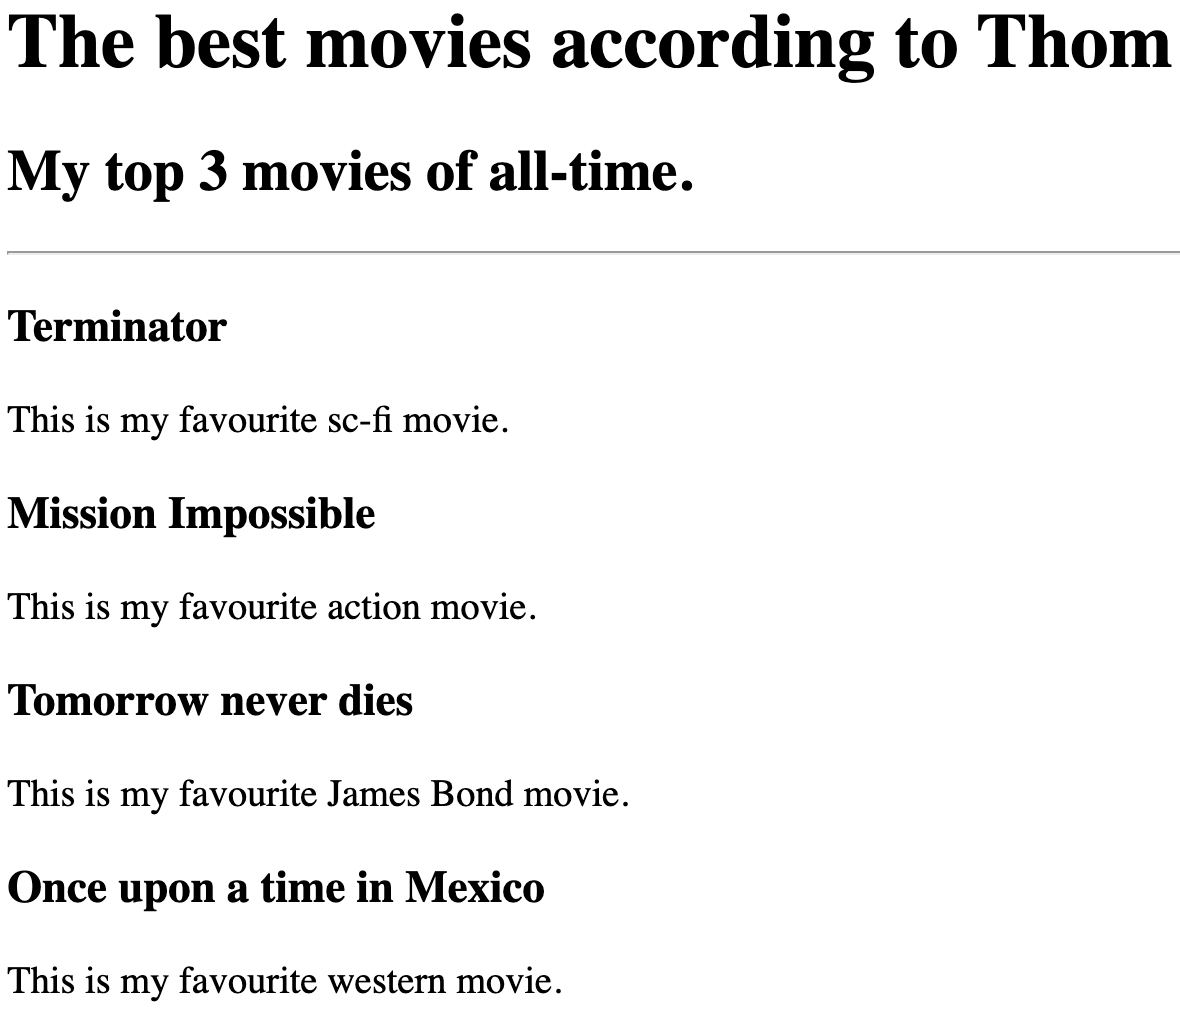 The best movies according to Thom
My top 3 movies of all-time.
Terminator
This is my favourite sc-fi movie.
Mission Impossible
This is my favourite action movie.
Tomorrow never dies
This is my favourite James Bond movie.
Once upon a time in Mexico
This is my favourite western movie.